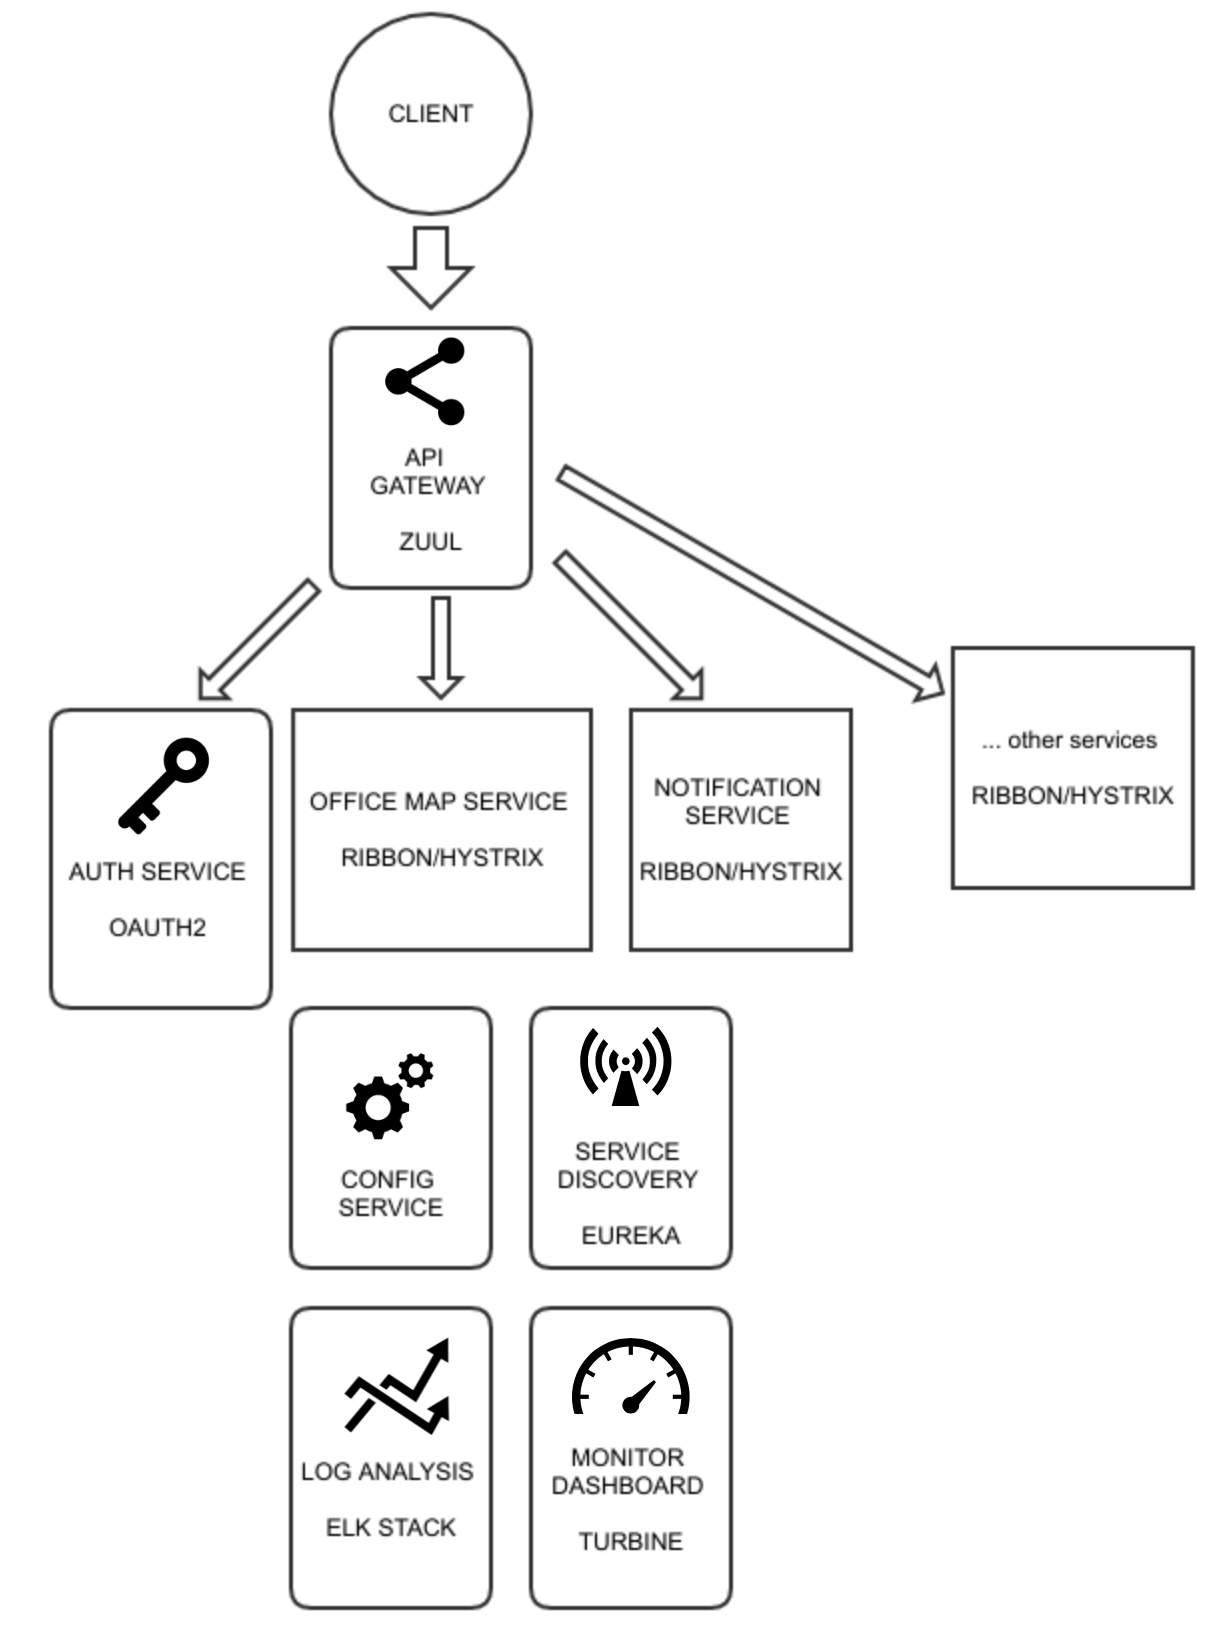 CLIENT
API
GATEWAY
ZUUL
AUTH SERVICE
OAUTH2
OFFICE MAP SERVICE
RIBBON/HYSTRIX
NOTIFICATION
SERVICE
RIBBON/HYSTRIX
... other services
RIBBON/HYSTRIX
CONFIG
SERVICE
SERVICE
DISCOVERY
EUREKA
LOG ANALYSIS
ELK STACK
MONITOR
DASHBOARD
TURBINE